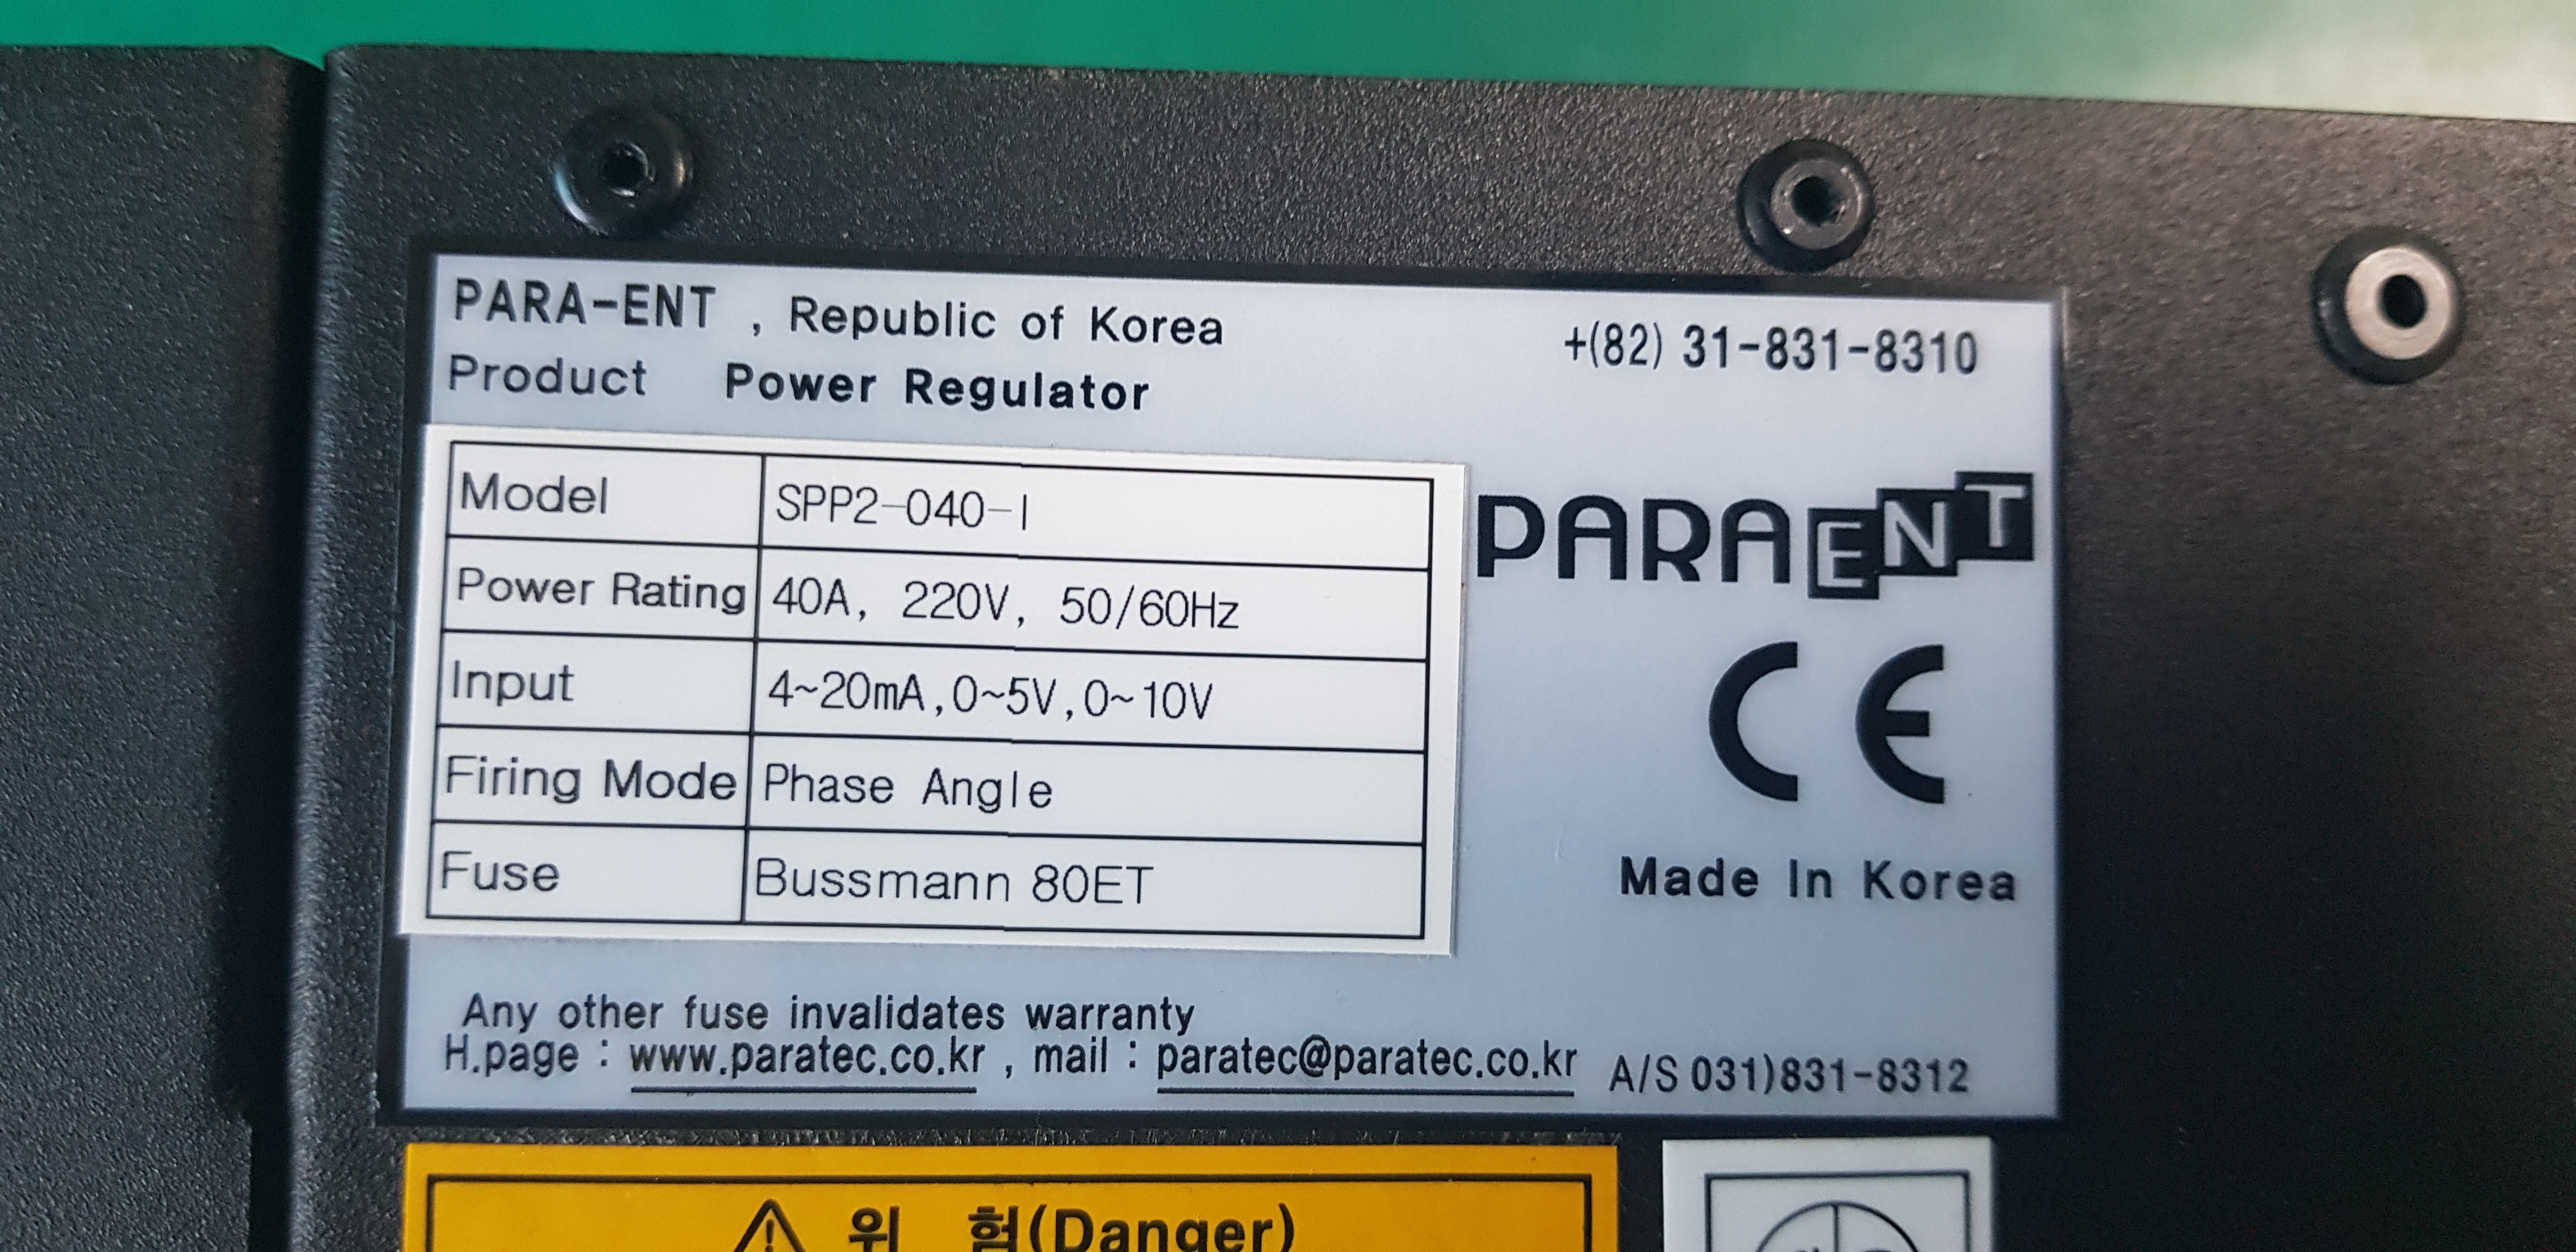 PARA-ENT , Republic of Korea +(82) 31-831-8310
Product Power Regulator
Model SPP2-040-I
Power Rating 40A, 220V, 50/60Hz
Input 4~20mA,0~5V,0~10V
Firing Mode Phase Angle
Fuse Bussmann 80ET
PARAENT
CE
Made In Korea
Any other fuse invalidates warranty
H.page : www.paratec.co.kr , mail : paratec@paratec.co.kr A/S 031)831-8312
위 험(Danger)